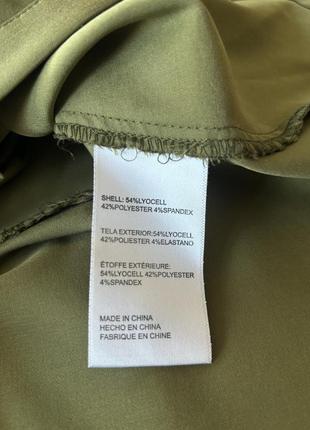 SHELL: 54%LYOCELL
42%POLYESTER 4%SPANDEX
TELA EXTERIOR:54%LYOCELL
42%POLIESTER 4%ELASTANO
ÉTOFFE EXTÉRIEURE:
54%LYOCELL 42%POLYESTER
4%SPANDEX
MADE IN CHINA
HECHO EN CHINA
FABRIQUE EN CHINE